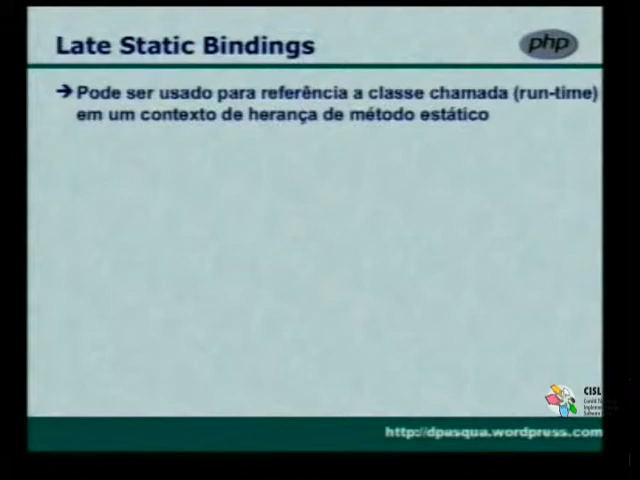 Late Static Bindings
php
➔ Pode ser usado para referência a classe chamada (run-time)
em um contexto de herança de método estático
CISL
http://dpasqua.wordpress.com